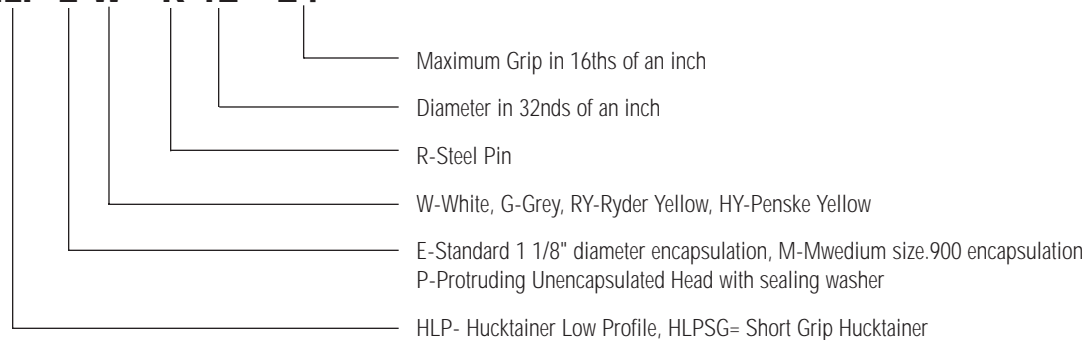 Maximum Grip in 16ths of an inch
Diameter in 32nds of an inch
R-Steel Pin
W-White, G-Grey, RY-Ryder Yellow, HY-Penske Yellow
E-Standard 1 1/8" diameter encapsulation, M-Mwedium size.900 encapsulation
P-Protruding Unencapsulated Head with sealing washer
HLP- Hucktainer Low Profile, HLPSG= Short Grip Hucktainer